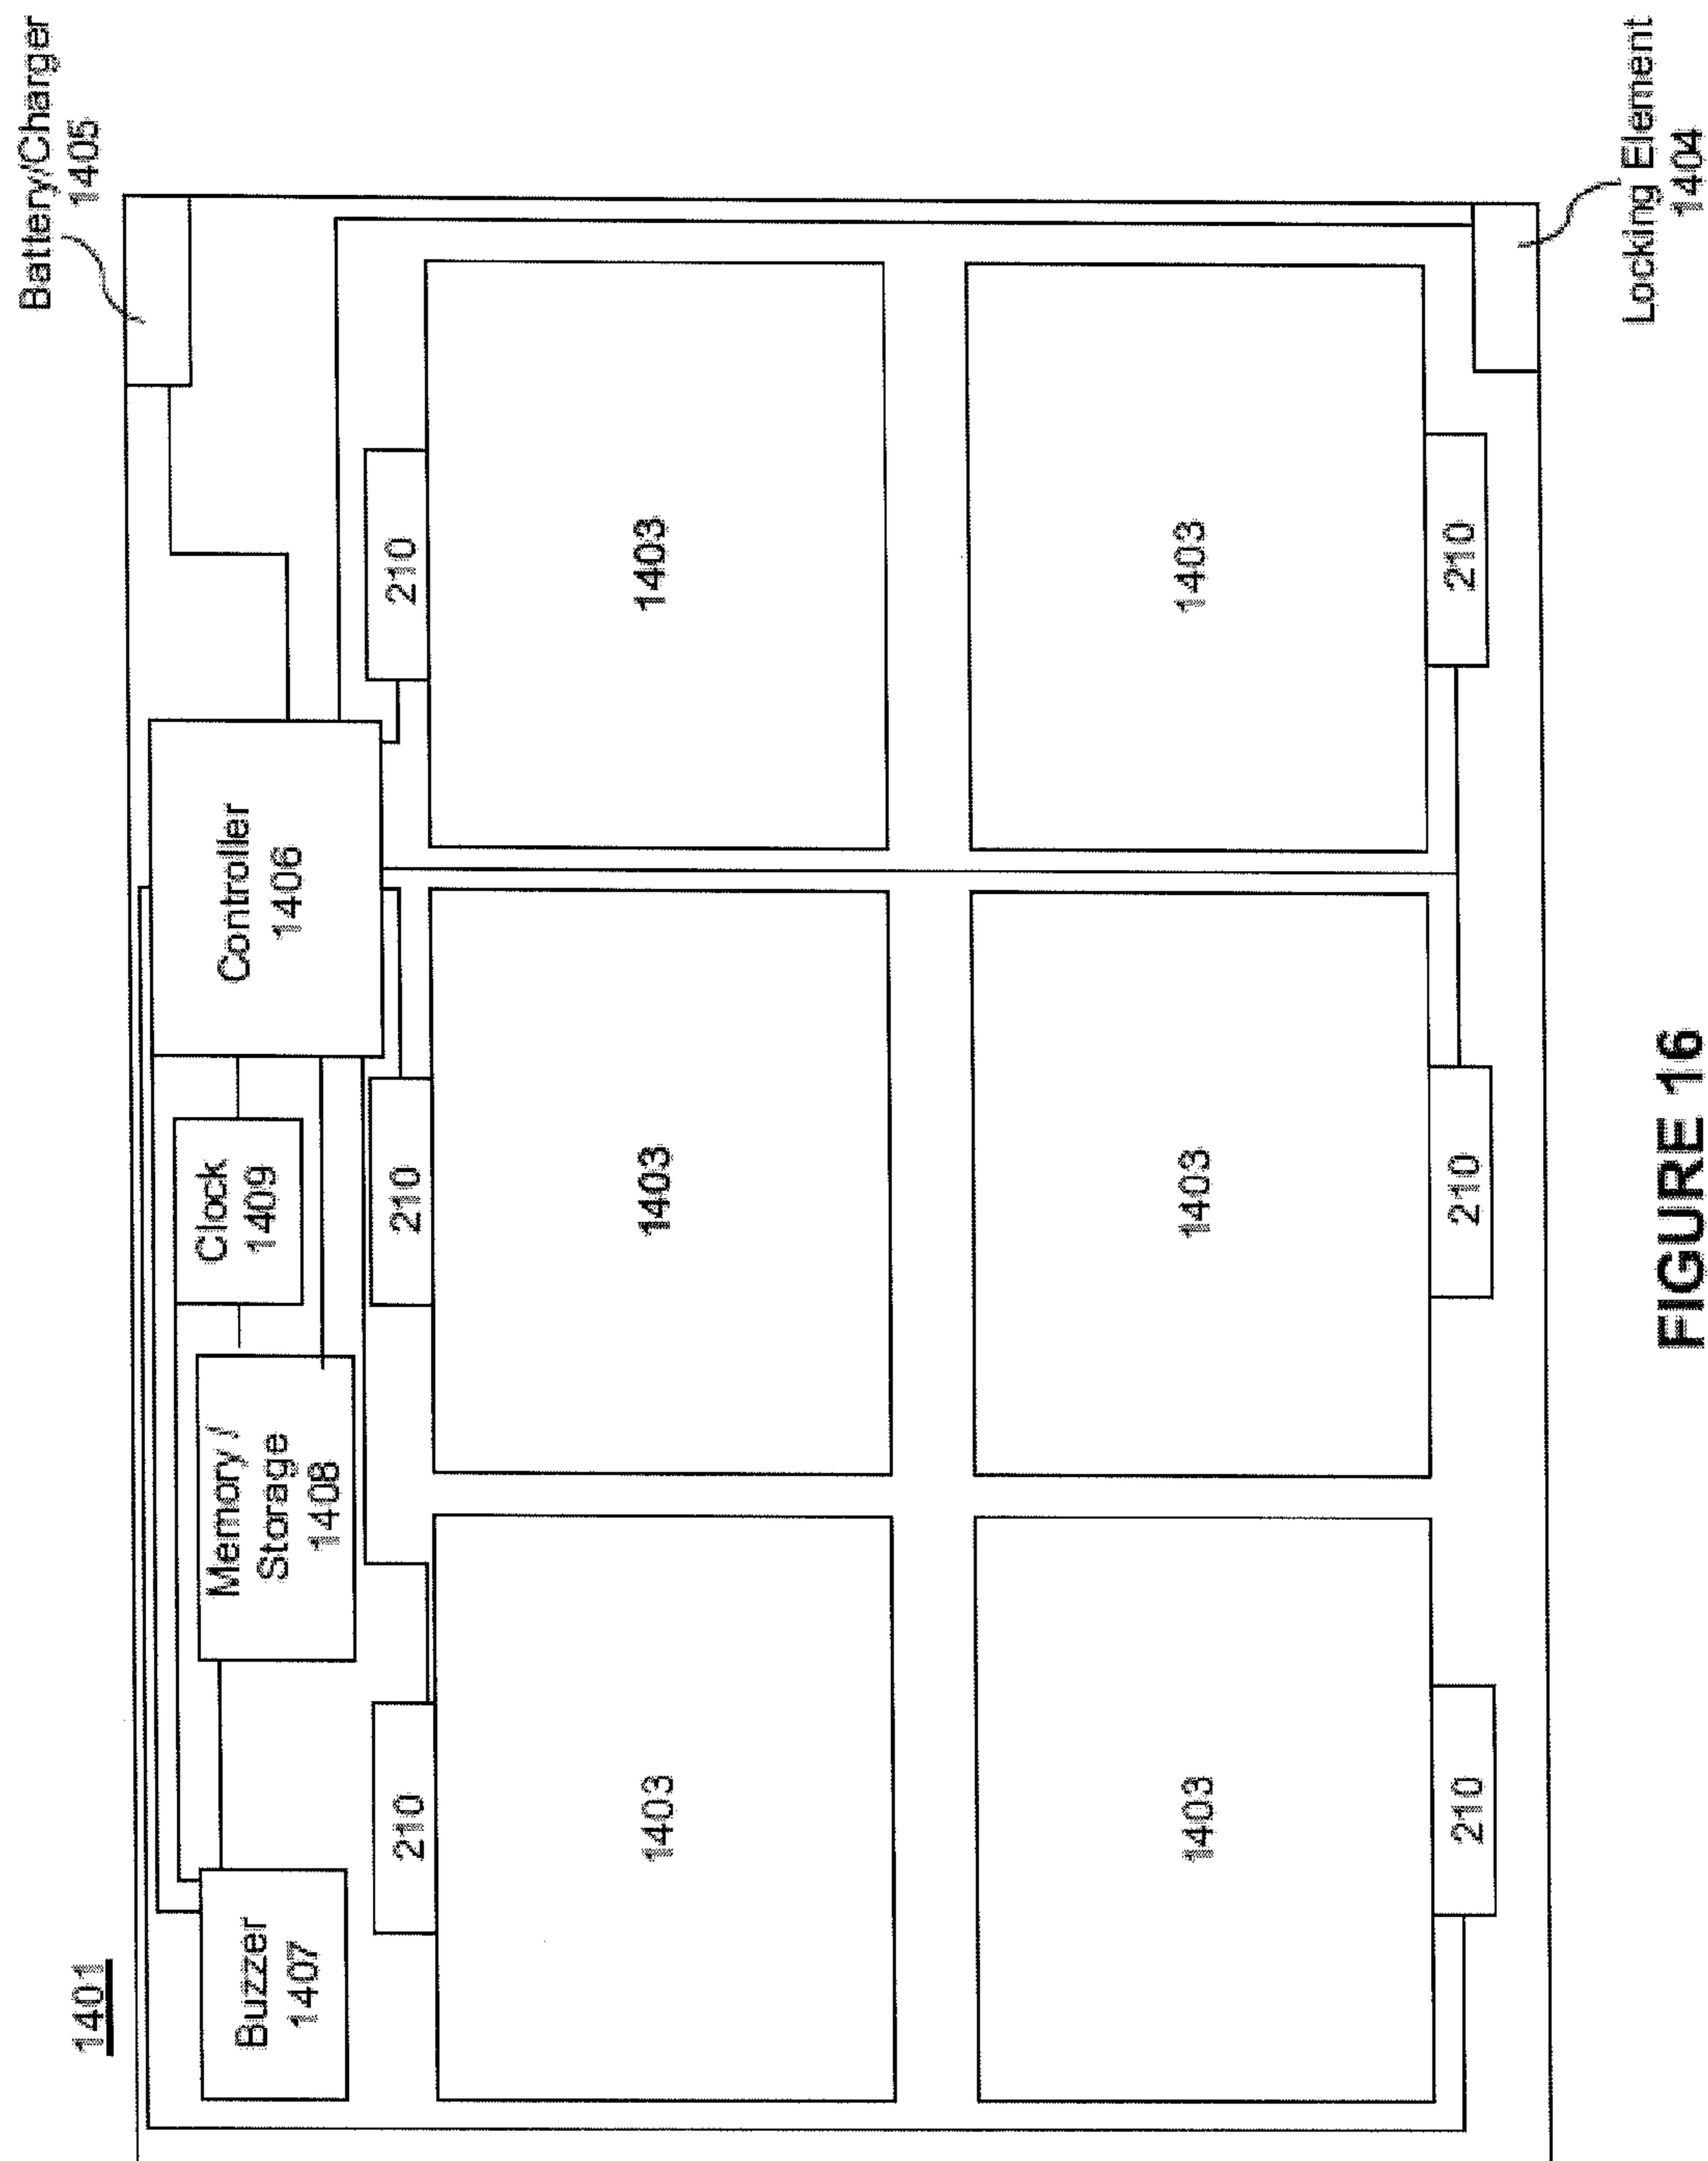 1401
Battery/Charger
1405
Buzzer
1407
Memory /
Storage
1408
Clock
1409
Controller
1406
210
210
210
1403
1403
1403
1403
1403
1403
210
210
210
Locking Element
1404
FIGURE 16